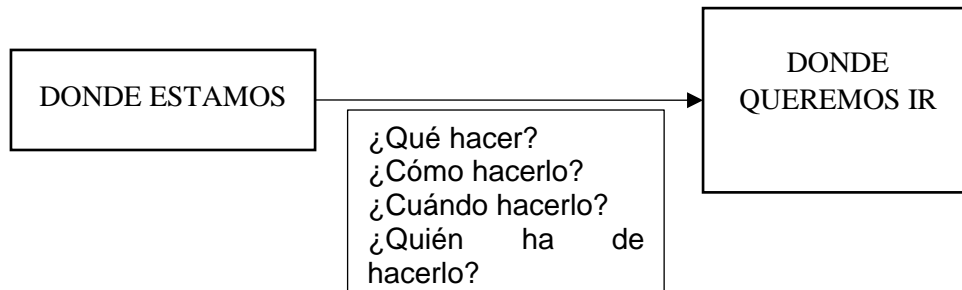 DONDE ESTAMOS
DONDE
QUEREMOS IR
¿Qué hacer?
¿Cómo hacerlo?
¿Cuándo hacerlo?
¿Quién ha de
hacerlo?